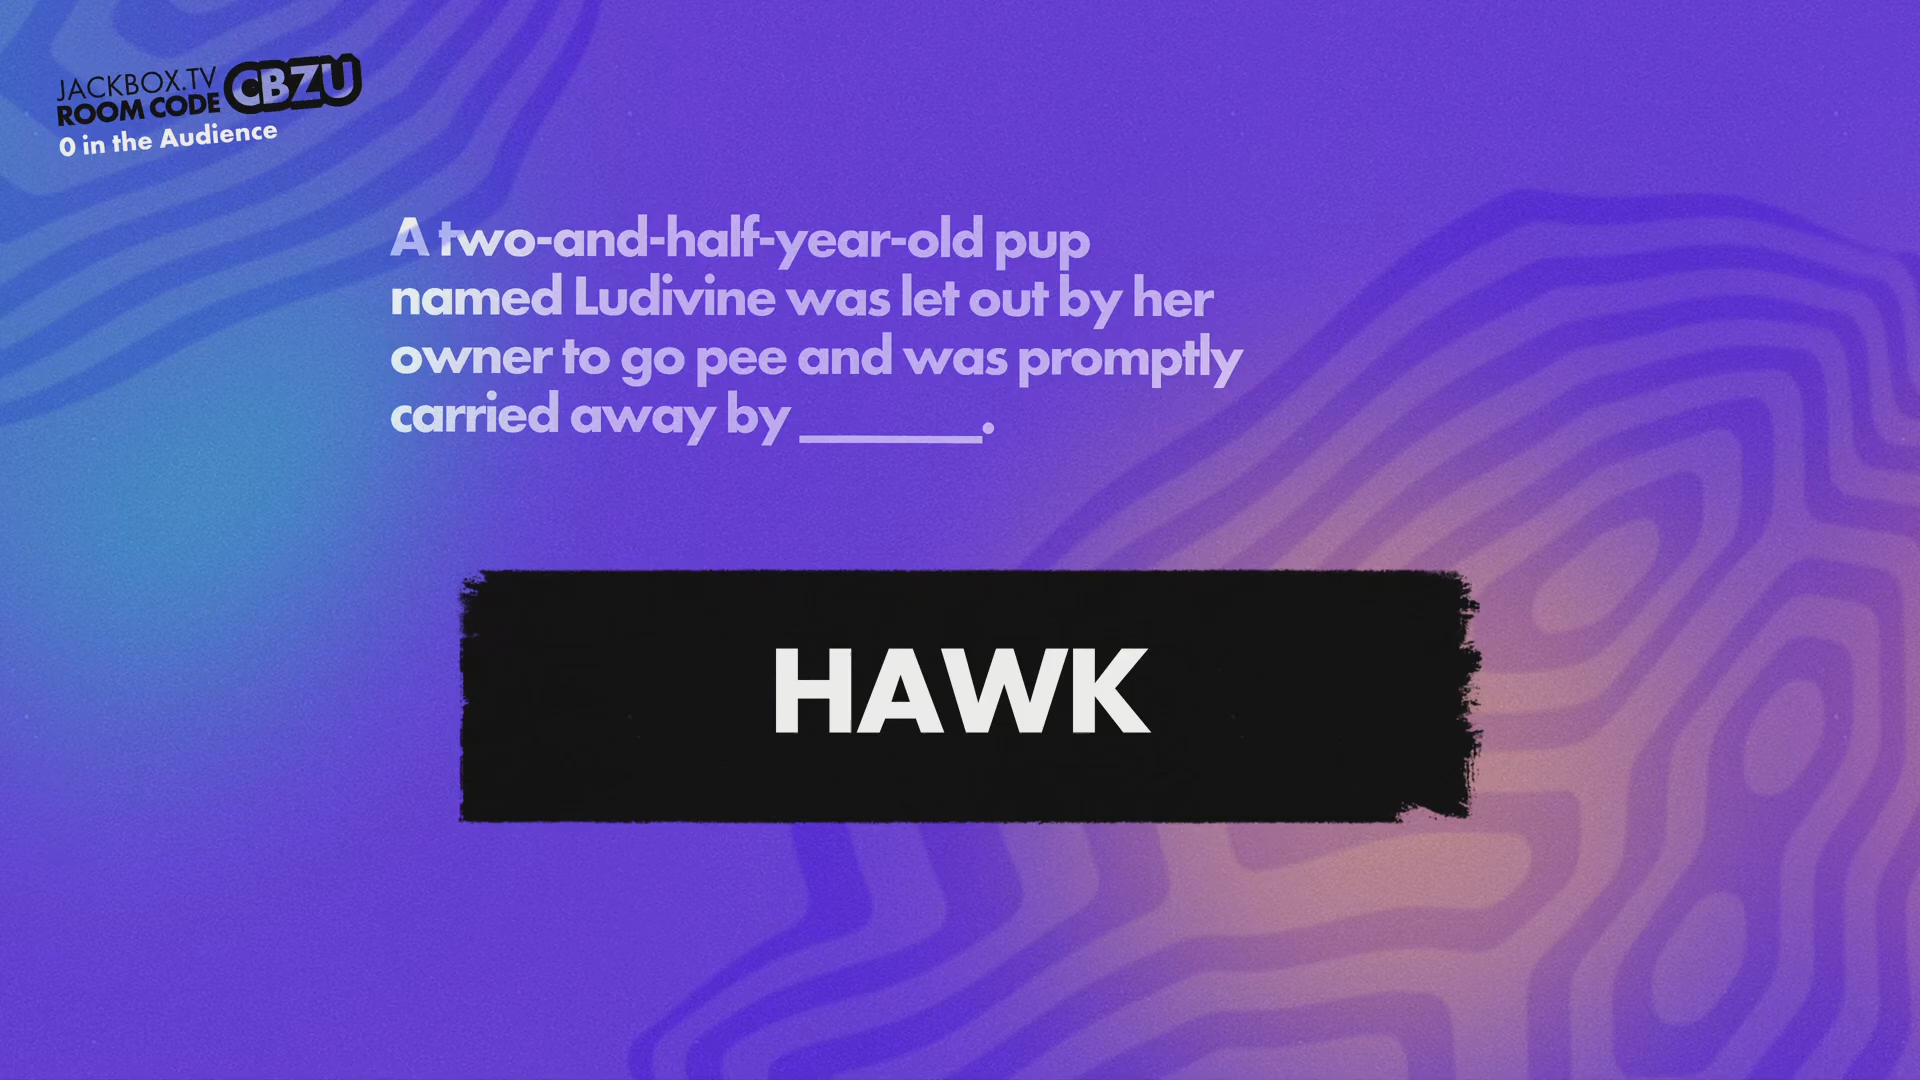 JACKBOX.TV
ROOM CODE CBZU
0 in the Audience
A two-and-half-year-old pup
named Ludivine was let out by her
owner to go pee and was promptly
carried away by ______.
HAWK